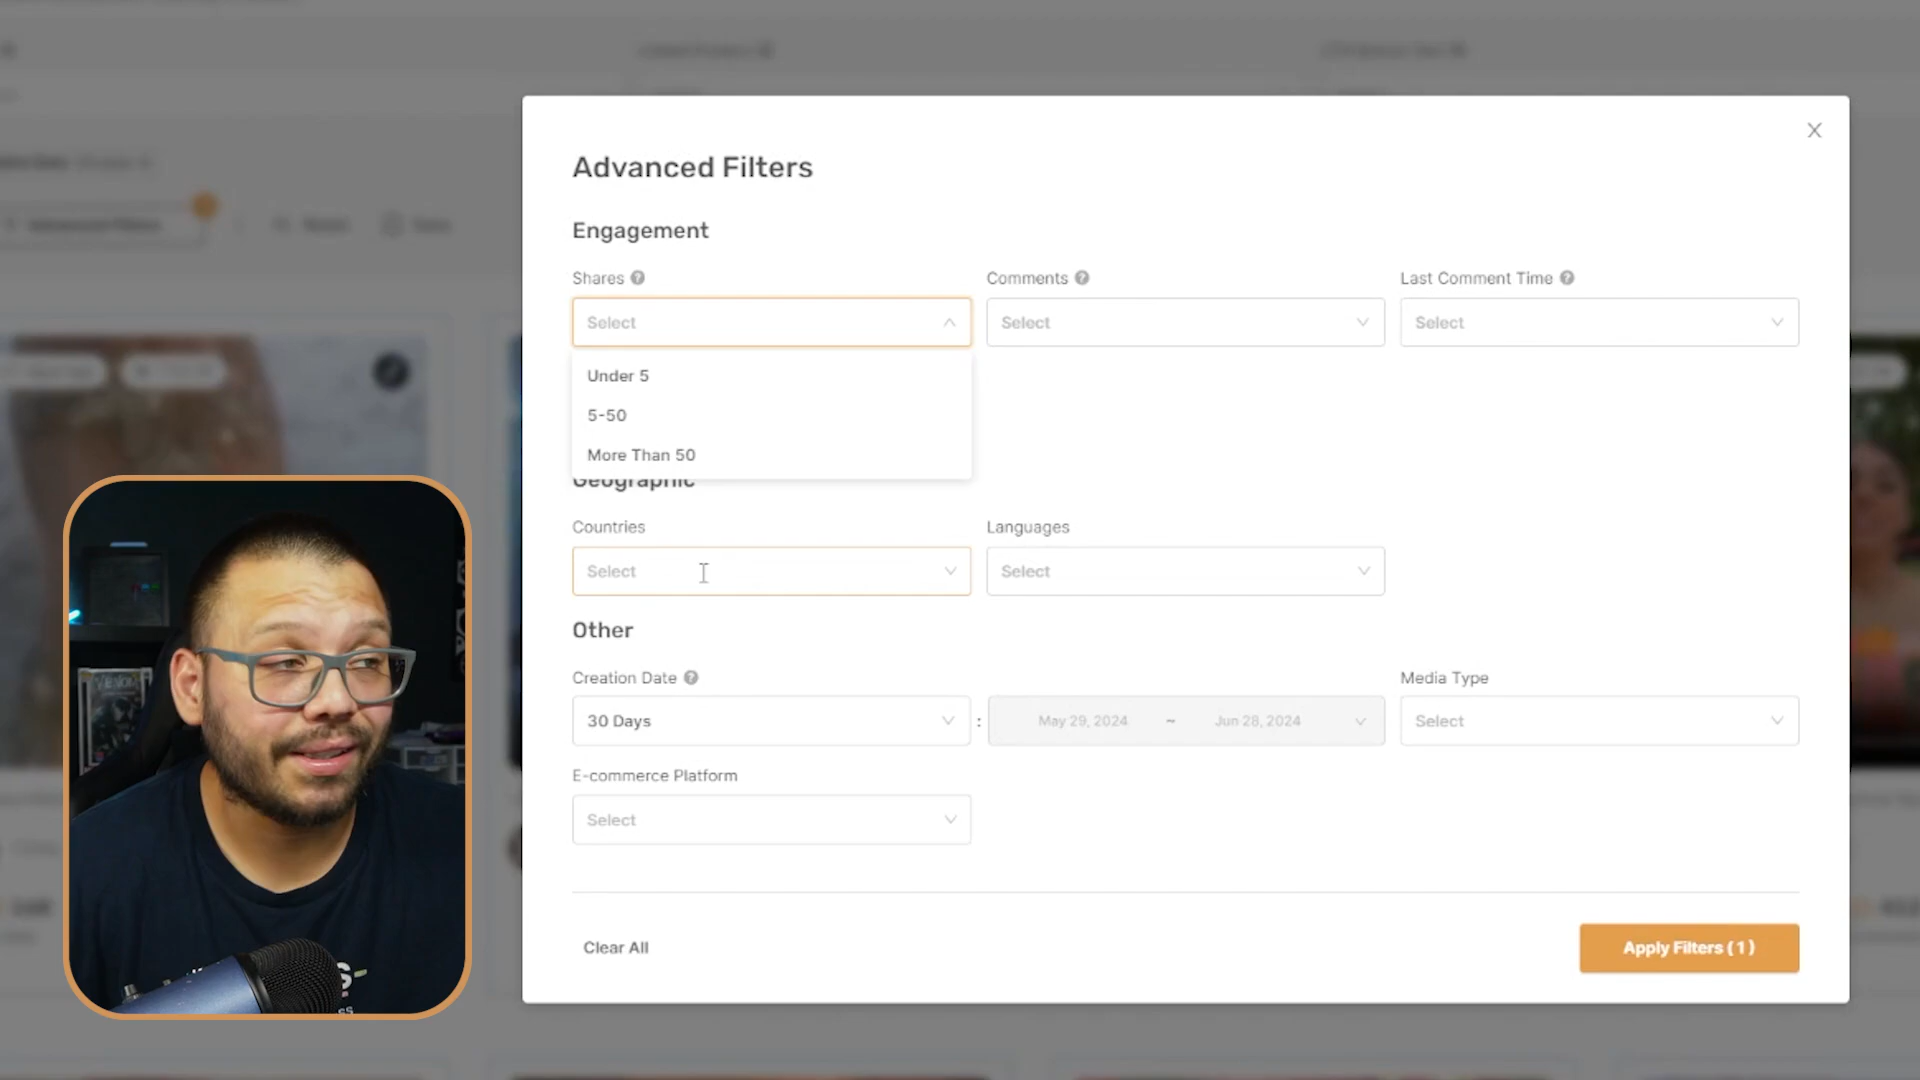 Advanced Filters
Engagement
Shares
Comments
Last Comment Time
Select
Select
Select
Under 5
5-50
More Than 50
Geographic
Countries
Languages
Select
Select
Other
Creation Date
Media Type
30 Days
:
May 29, 2024 ~ Jun 28, 2024
Select
E-commerce Platform
Select
Clear All
Apply Filters (1)